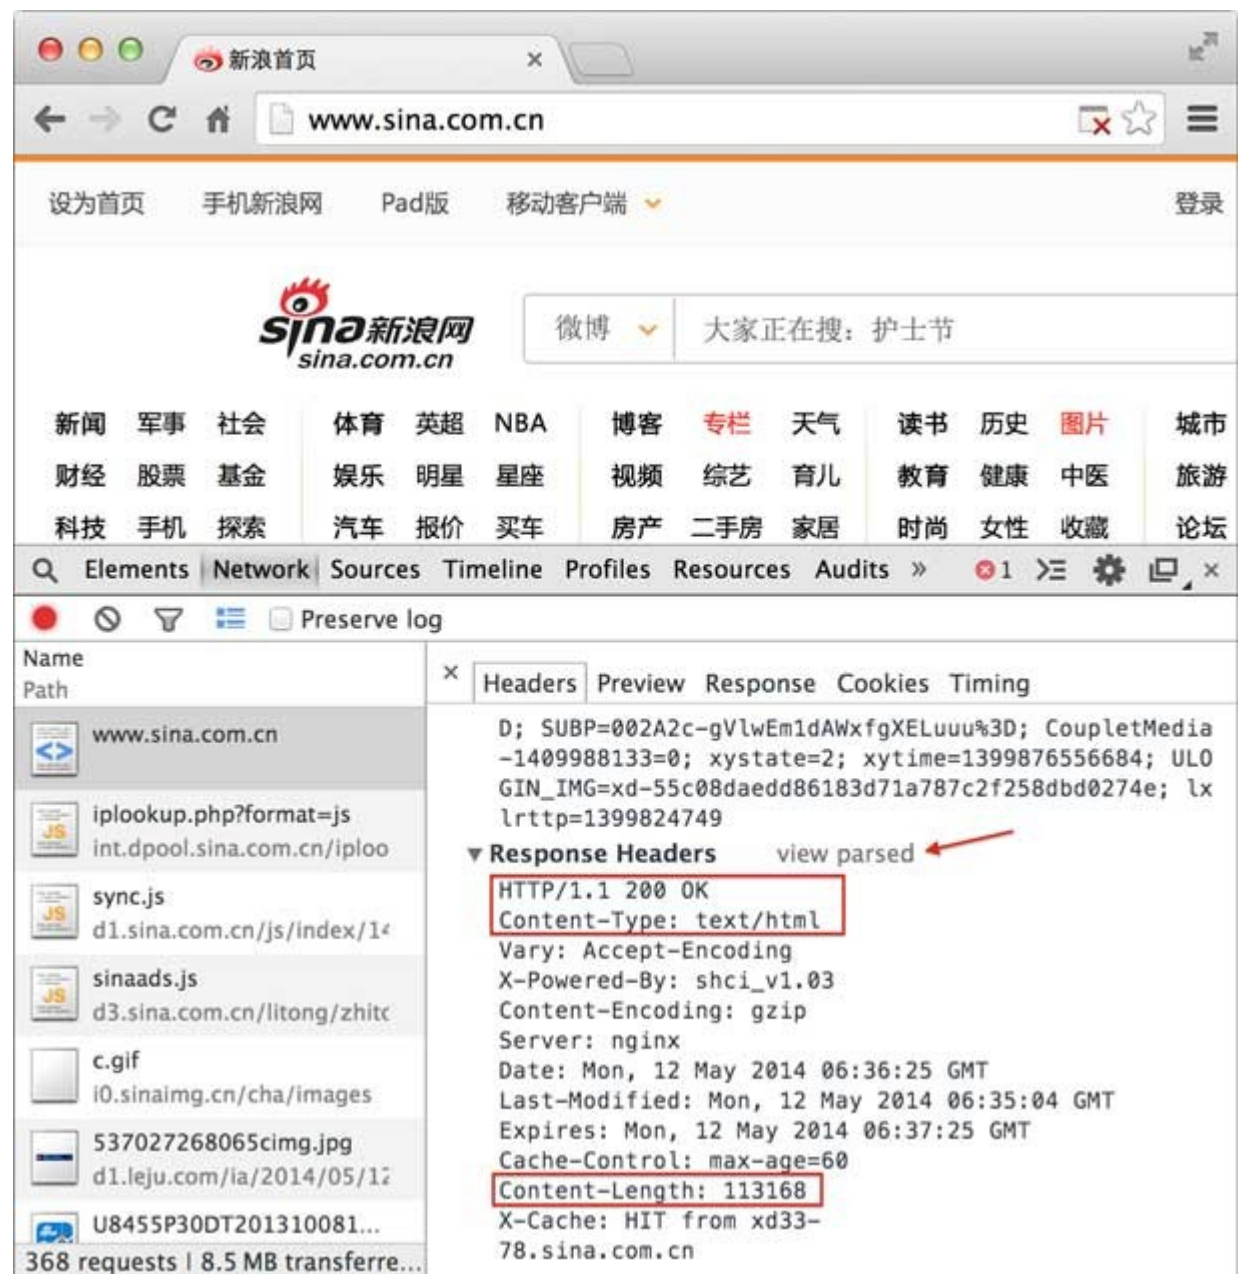 新浪首页
www.sina.com.cn
设为首页 手机新浪网 Pad版 移动客户端 登录
sina新浪网
sina.com.cn
微博 大家正在搜：护士节
新闻 军事 社会 体育 英超 NBA 博客 专栏 天气 读书 历史 图片 城市
财经 股票 基金 娱乐 明星 星座 视频 综艺 育儿 教育 健康 中医 旅游
科技 手机 探索 汽车 报价 买车 房产 二手房 家居 时尚 女性 收藏 论坛
Elements Network Sources Timeline Profiles Resources Audits » 1
Preserve log
Name
Path
www.sina.com.cn
iplookup.php?format=js
int.dpool.sina.com.cn/iploo
sync.js
d1.sina.com.cn/js/index/14
sinaads.js
d3.sina.com.cn/litong/zhitc
c.gif
i0.sinaimg.cn/cha/images
537027268065cimg.jpg
d1.leju.com/ia/2014/05/12
U8455P30DT201310081...
368 requests | 8.5 MB transferre...
× Headers Preview Response Cookies Timing
D; SUBP=002A2c-gVlwEm1dAWxfgXELuuu%3D; CoupletMedia
-1409988133=0; xystate=2; xytime=1399876556684; ULO
GIN_IMG=xd-55c08daedd86183d71a787c2f258dbd0274e; lx
lrttp=1399824749
Response Headers view parsed
HTTP/1.1 200 OK
Content-Type: text/html
Vary: Accept-Encoding
X-Powered-By: shci_v1.03
Content-Encoding: gzip
Server: nginx
Date: Mon, 12 May 2014 06:36:25 GMT
Last-Modified: Mon, 12 May 2014 06:35:04 GMT
Expires: Mon, 12 May 2014 06:37:25 GMT
Cache-Control: max-age=60
Content-Length: 113168
X-Cache: HIT from xd33-
78.sina.com.cn